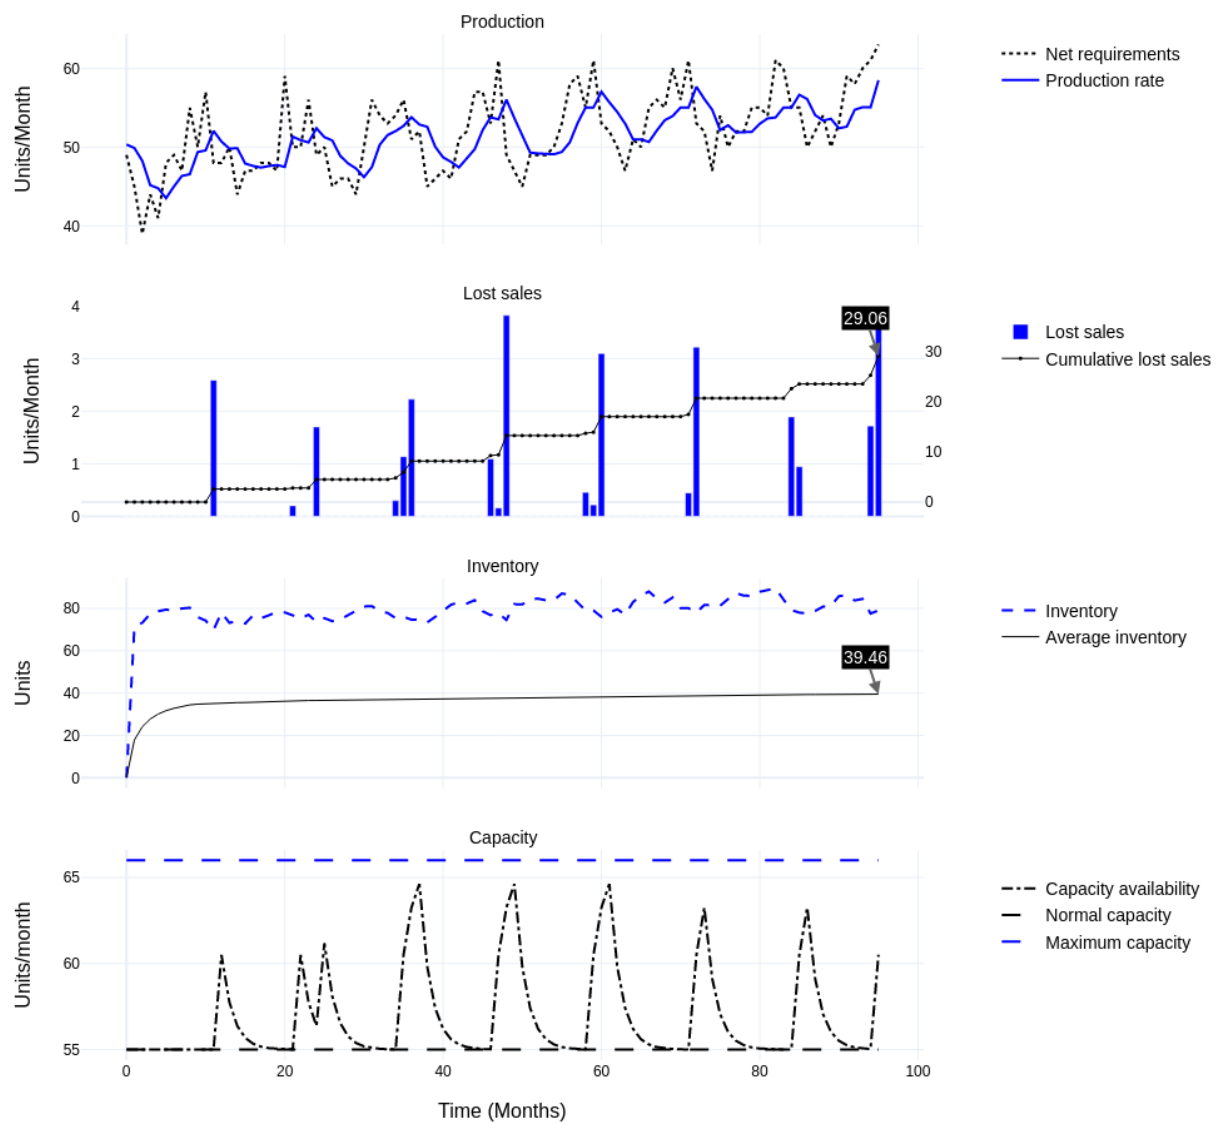 Production
Units/Month
60
50
40
Net requirements
Production rate
Lost sales
Units/Month
4
3
2
1
0
30
20
10
0
29.06
Lost sales
Cumulative lost sales
Inventory
Units
80
60
40
20
0
39.46
Inventory
Average inventory
Capacity
Units/month
65
60
55
0 20 40 60 80 100
Time (Months)
Capacity availability
Normal capacity
Maximum capacity